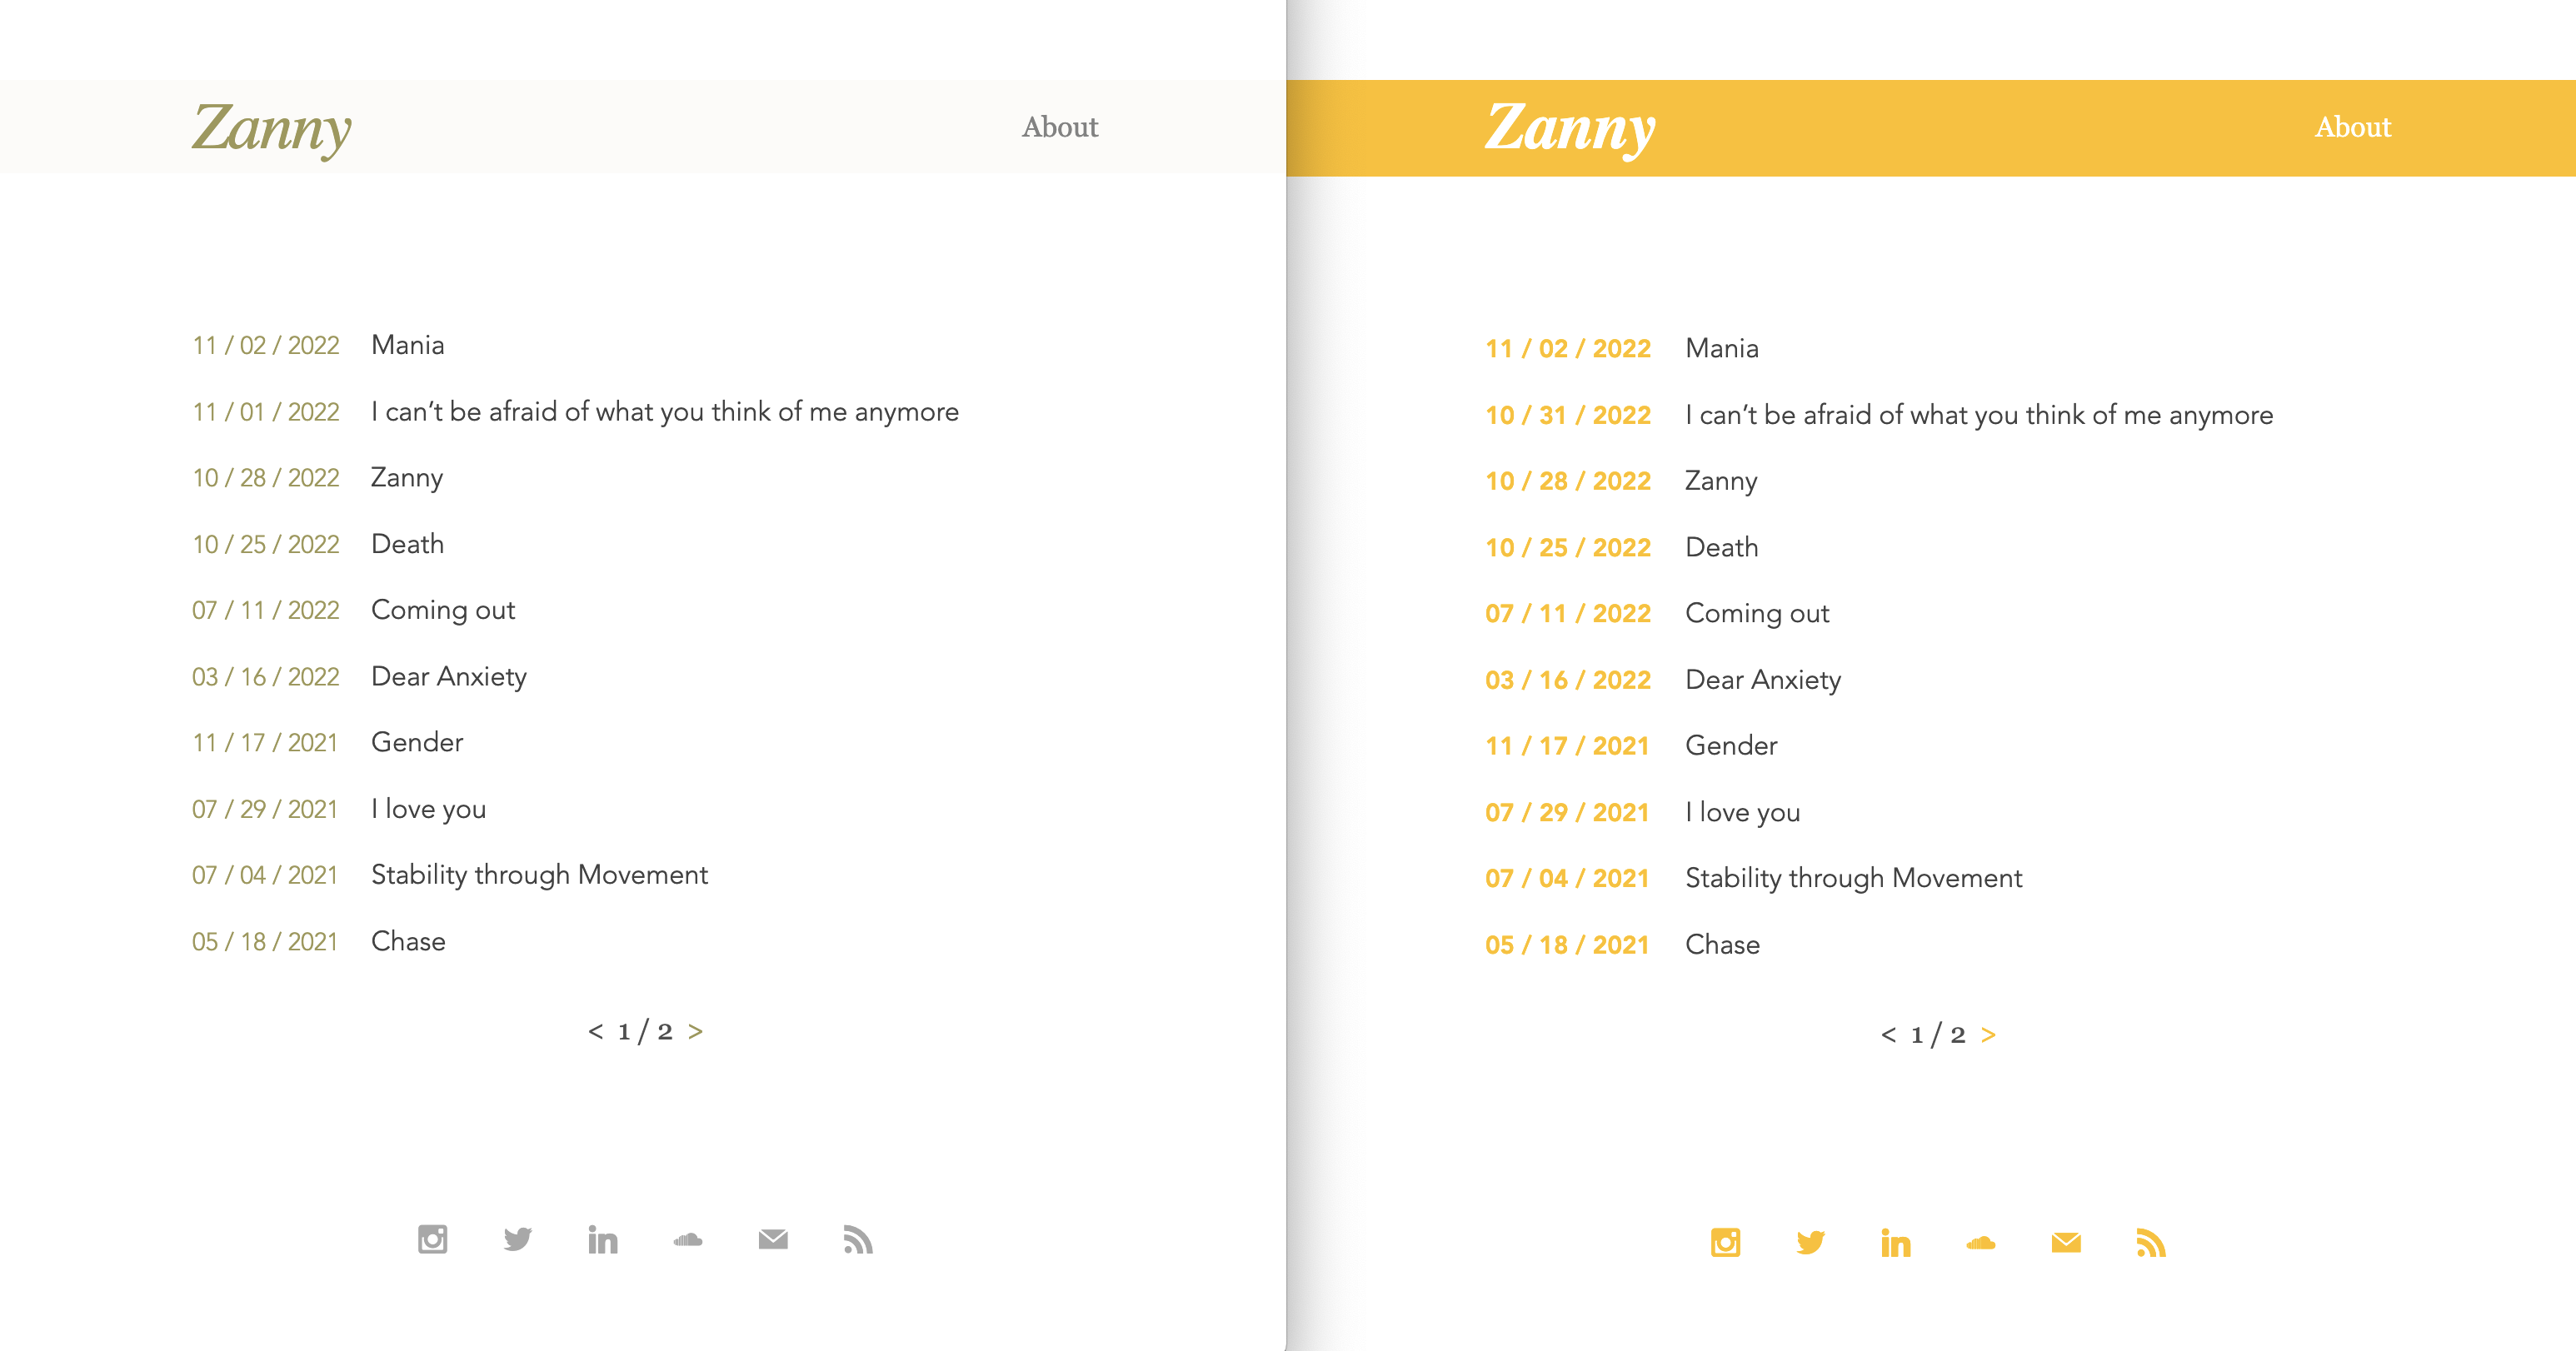 Zanny
About
11 / 02 / 2022 Mania
11 / 01 / 2022 I can’t be afraid of what you think of me anymore
10 / 28 / 2022 Zanny
10 / 25 / 2022 Death
07 / 11 / 2022 Coming out
03 / 16 / 2022 Dear Anxiety
11 / 17 / 2021 Gender
07 / 29 / 2021 I love you
07 / 04 / 2021 Stability through Movement
05 / 18 / 2021 Chase
< 1 / 2 >
in
Zanny
About
11 / 02 / 2022 Mania
10 / 31 / 2022 I can’t be afraid of what you think of me anymore
10 / 28 / 2022 Zanny
10 / 25 / 2022 Death
07 / 11 / 2022 Coming out
03 / 16 / 2022 Dear Anxiety
11 / 17 / 2021 Gender
07 / 29 / 2021 I love you
07 / 04 / 2021 Stability through Movement
05 / 18 / 2021 Chase
< 1 / 2 >
in